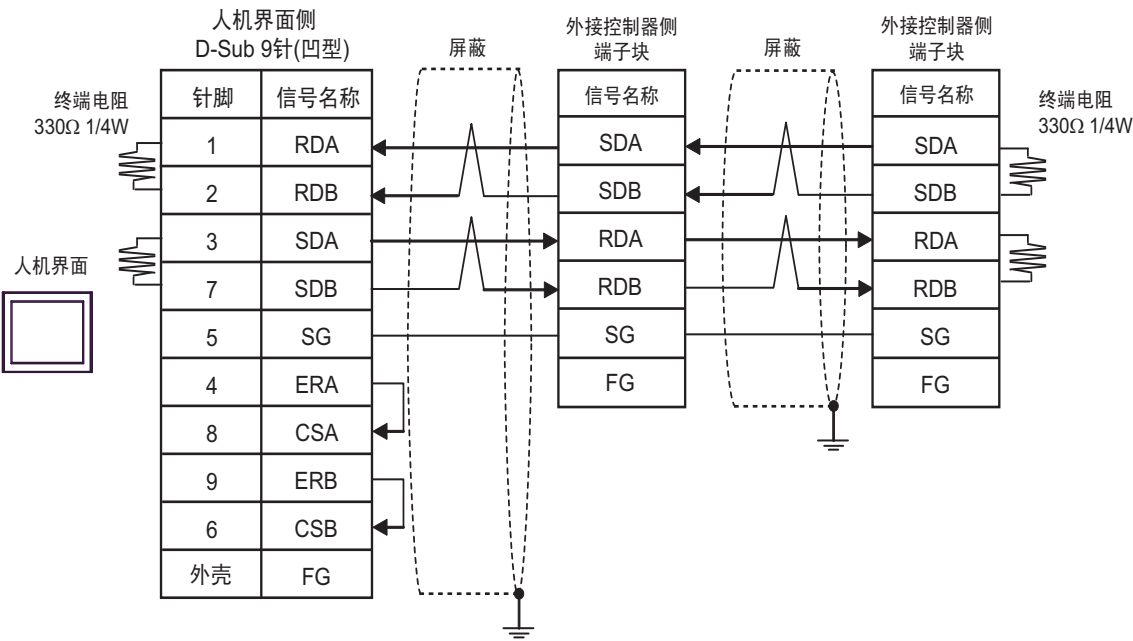 人机界面侧
D-Sub 9针(凹型)
屏蔽
外接控制器侧
端子块
屏蔽
外接控制器侧
端子块
终端电阻
330Ω 1/4W
终端电阻
330Ω 1/4W
人机界面
针脚 信号名称
1 RDA
2 RDB
3 SDA
7 SDB
5 SG
4 ERA
8 CSA
9 ERB
6 CSB
外壳 FG
信号名称
SDA
SDB
RDA
RDB
SG
FG
信号名称
SDA
SDB
RDA
RDB
SG
FG